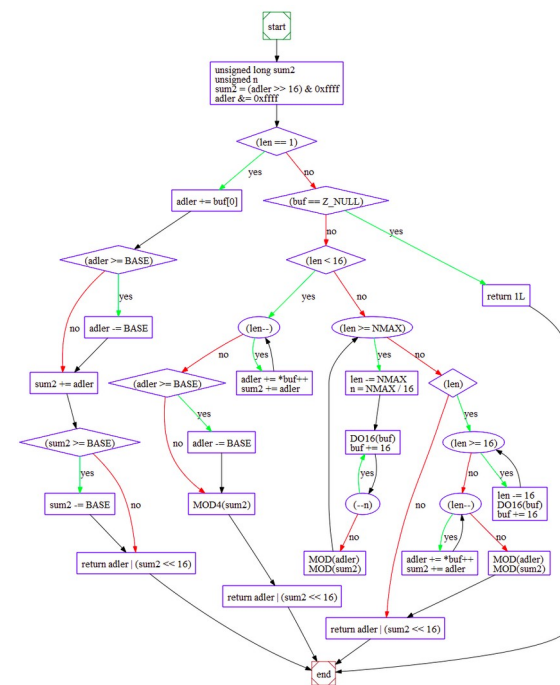 start
unsigned long sum2
unsigned n
sum2 = (adler >> 16) & 0xffff
adler &= 0xffff
(len == 1)
yes
no
adler += buf[0]
(buf == Z_NULL)
no
yes
(adler >= BASE)
(len < 16)
yes
no
yes
no
return 1L
adler -= BASE
(len--)
(len >= NMAX)
no
yes
yes
no
sum2 += adler
(adler >= BASE)
adler += *buf++
sum2 += adler
len -= NMAX
n = NMAX / 16
(len)
yes
no
yes
(sum2 >= BASE)
adler -= BASE
DO16(buf)
buf += 16
(len >= 16)
yes
no
no
yes
sum2 -= BASE
MOD4(sum2)
(--n)
yes
no
no
(len--)
len -= 16
DO16(buf)
buf += 16
yes
no
return adler | (sum2 << 16)
MOD(adler)
MOD(sum2)
adler += *buf++
sum2 += adler
MOD(adler)
MOD(sum2)
return adler | (sum2 << 16)
return adler | (sum2 << 16)
end